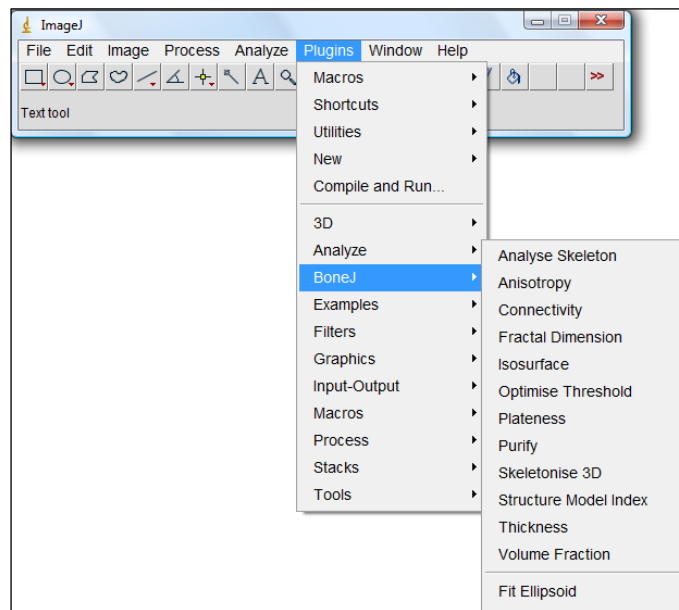 ImageJ
File Edit Image Process Analyze Plugins Window Help
A >>
Text tool
Macros
Shortcuts
Utilities
New
Compile and Run...
3D
Analyze
BoneJ
Examples
Filters
Graphics
Input-Output
Macros
Process
Stacks
Tools
Analyse Skeleton
Anisotropy
Connectivity
Fractal Dimension
Isosurface
Optimise Threshold
Plateness
Purify
Skeletonise 3D
Structure Model Index
Thickness
Volume Fraction
Fit Ellipsoid